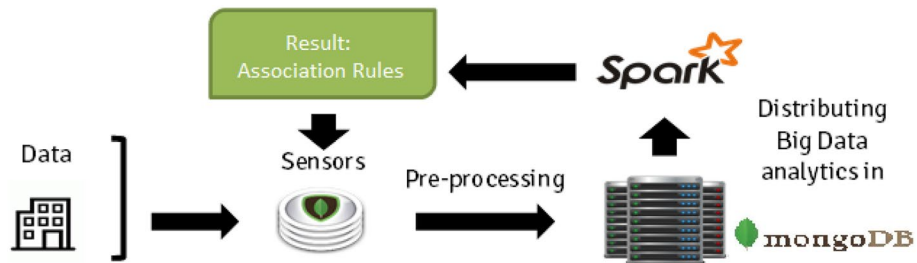 Result:
Association Rules
Spark
Distributing
Big Data
analytics in
Data
Sensors
Pre-processing
mongoDB